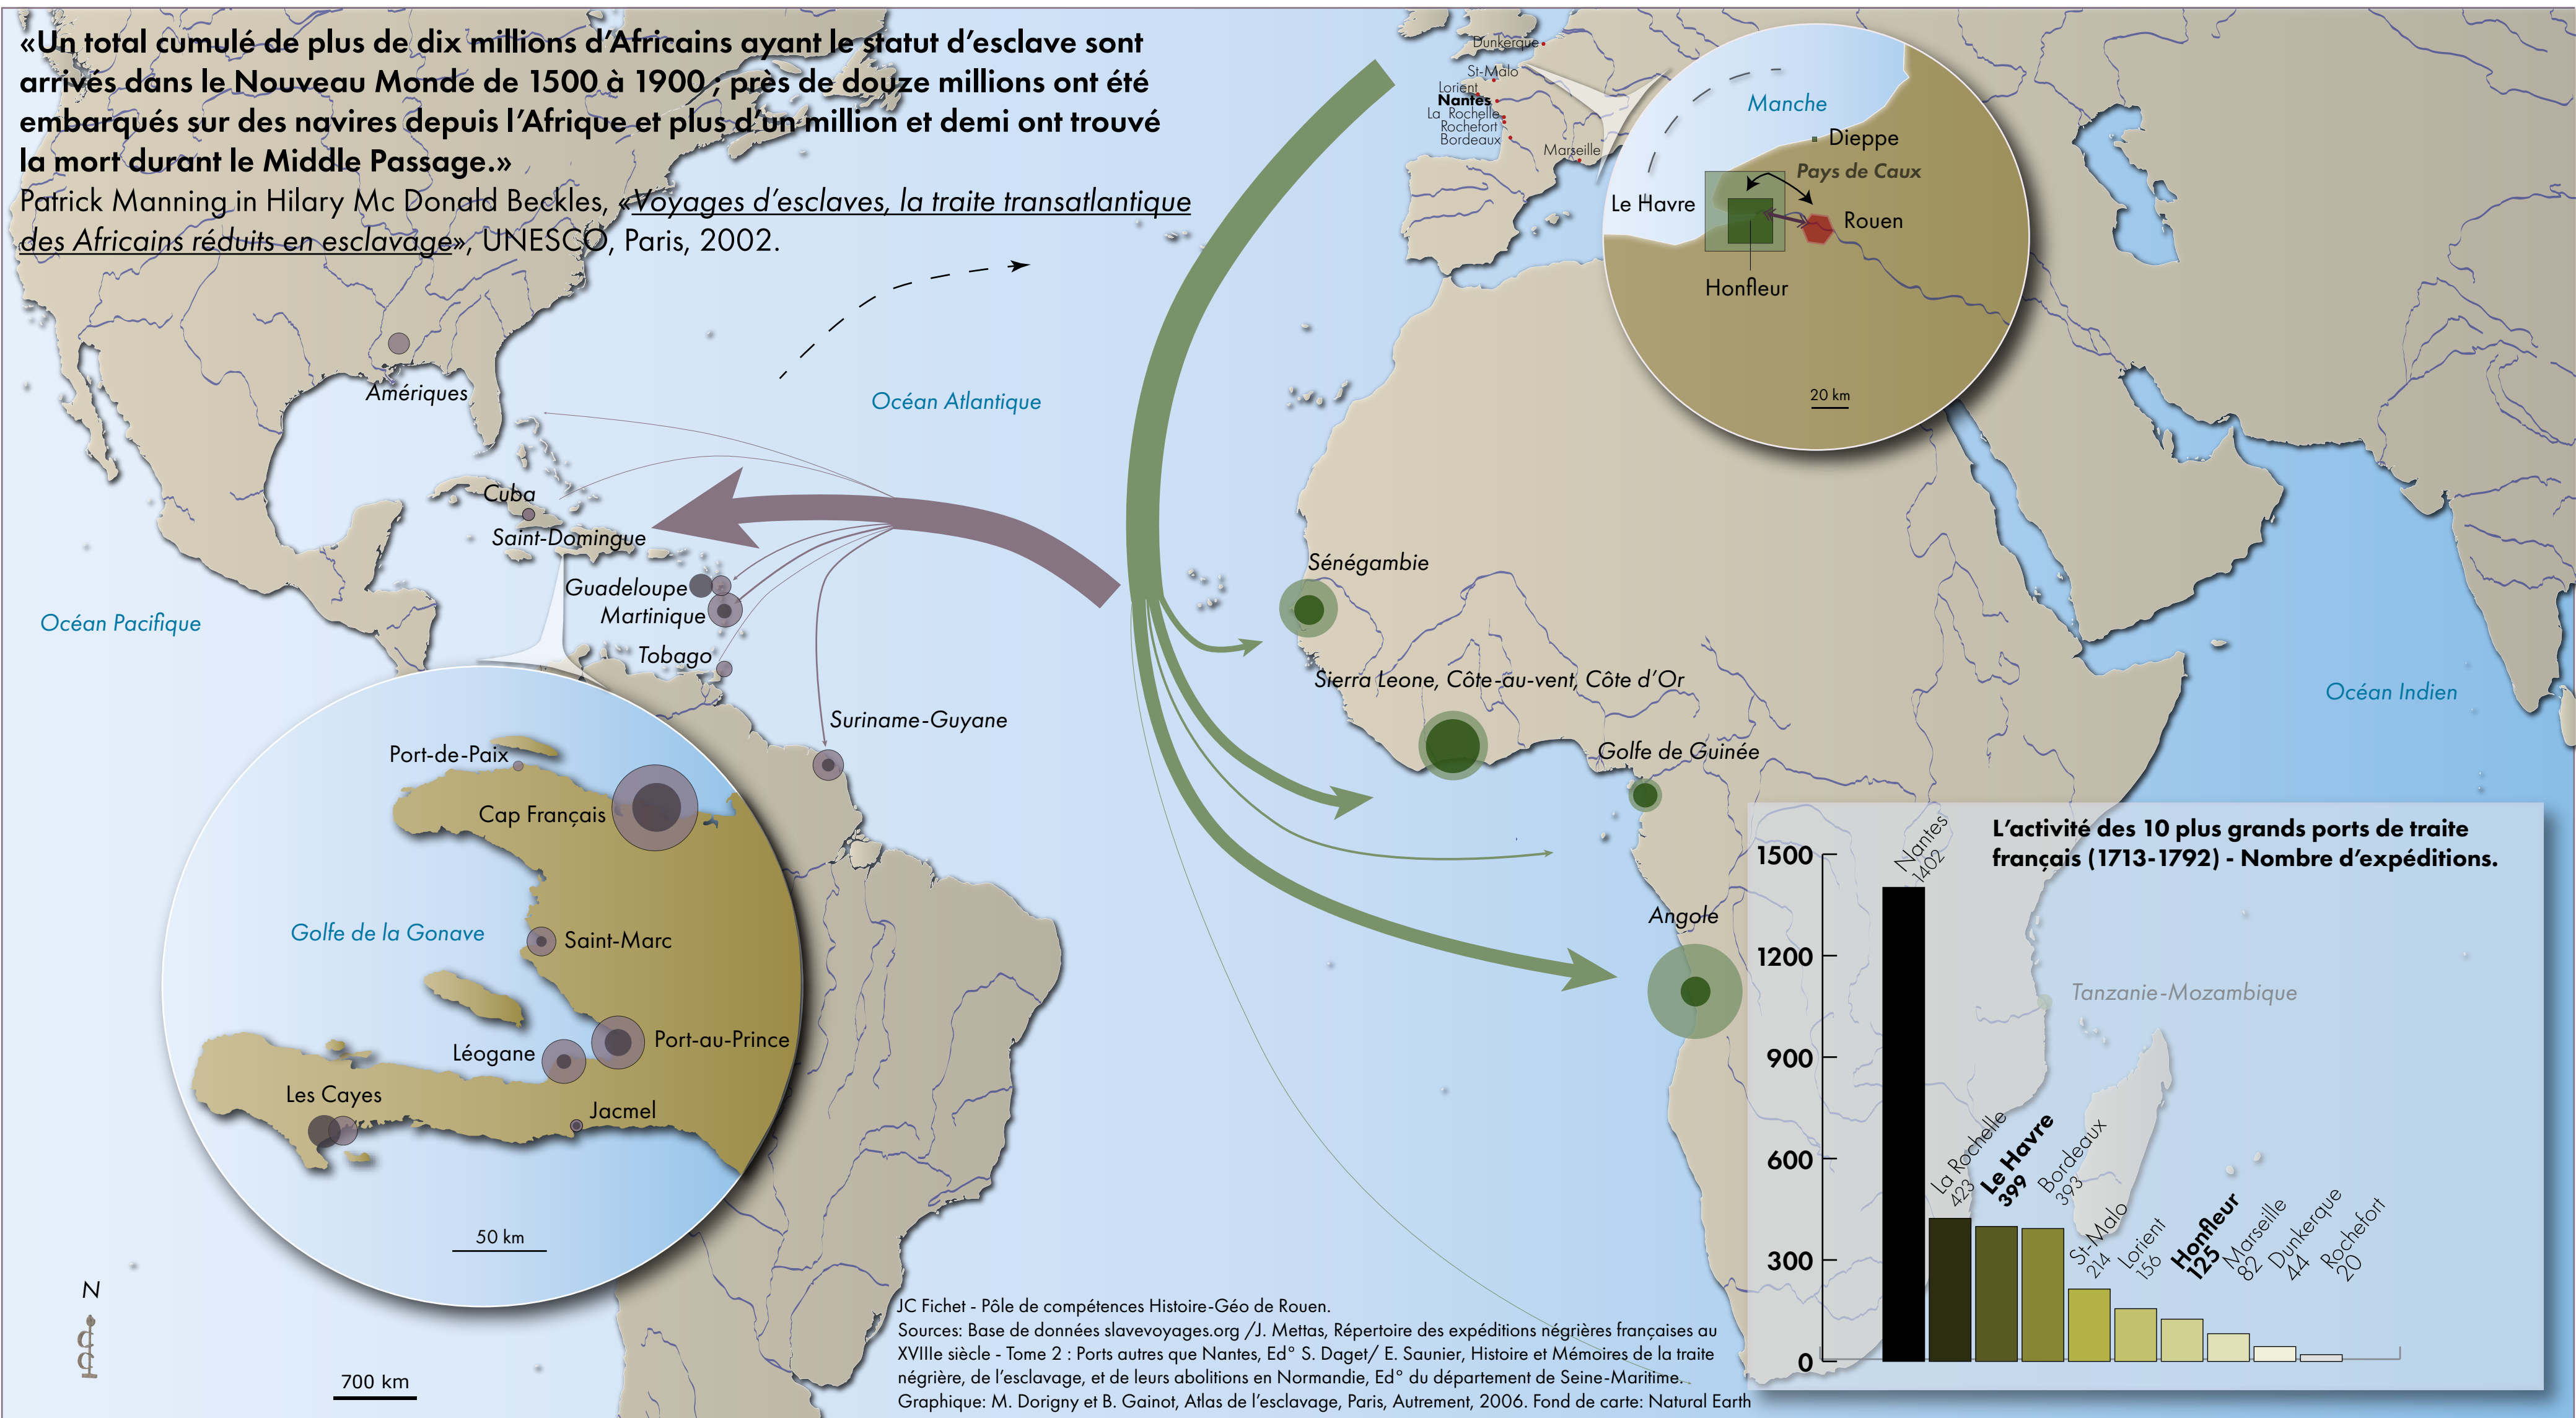 «Un total cumulé de plus de dix millions d’Africains ayant le statut d’esclave sont
arrivés dans le Nouveau Monde de 1500 à 1900 ; près de douze millions ont été
embarqués sur des navires depuis l’Afrique et plus d’un million et demi ont trouvé
la mort durant le Middle Passage.»
Patrick Manning in Hilary Mc Donald Beckles, «Voyages d’esclaves, la traite transatlantique
des Africains réduits en esclavage», UNESCO, Paris, 2002.
Dunkerque
St-Malo
Lorient
Nantes
La Rochelle
Rochefort
Bordeaux
Marseille
Manche
Dieppe
Pays de Caux
Le Havre
Rouen
Honfleur
20 km
Amériques
Océan Atlantique
Cuba
Saint-Domingue
Guadeloupe
Martinique
Tobago
Suriname-Guyane
Océan Pacifique
Sénégambie
Sierra Leone, Côte-au-vent, Côte d’Or
Golfe de Guinée
Angole
Océan Indien
Tanzanie-Mozambique
Port-de-Paix
Cap Français
Golfe de la Gonave
Saint-Marc
Port-au-Prince
Léogane
Les Cayes
Jacmel
50 km
N
700 km
L’activité des 10 plus grands ports de traite
français (1713-1792) - Nombre d’expéditions.
1500
1200
900
600
300
0
Nantes
1402
La Rochelle
423
Le Havre
399
Bordeaux
393
St-Malo
214
Lorient
156
Honfleur
125
Marseille
82
Dunkerque
44
Rochefort
20
JC Fichet - Pôle de compétences Histoire-Géo de Rouen.
Sources: Base de données slavevoyages.org /J. Mettas, Répertoire des expéditions négrières françaises au
XVIIIe siècle - Tome 2 : Ports autres que Nantes, Ed° S. Daget/ E. Saunier, Histoire et Mémoires de la traite
négrière, de l’esclavage, et de leurs abolitions en Normandie, Ed° du département de Seine-Maritime.
Graphique: M. Dorigny et B. Gainot, Atlas de l’esclavage, Paris, Autrement, 2006. Fond de carte: Natural Earth